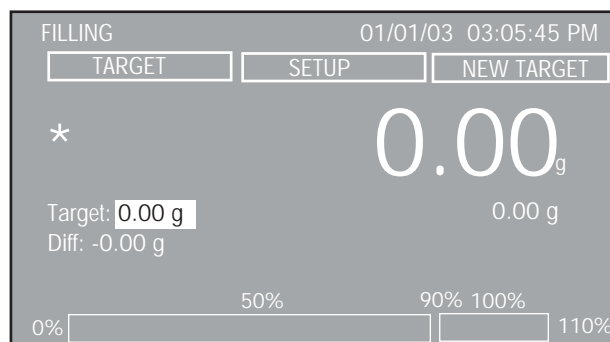 FILLING 01/01/03 03:05:45 PM
TARGET SETUP NEW TARGET
* 0.00 g
Target: 0.00 g 0.00 g
Diff: -0.00 g
50% 90% 100%
0% 110%